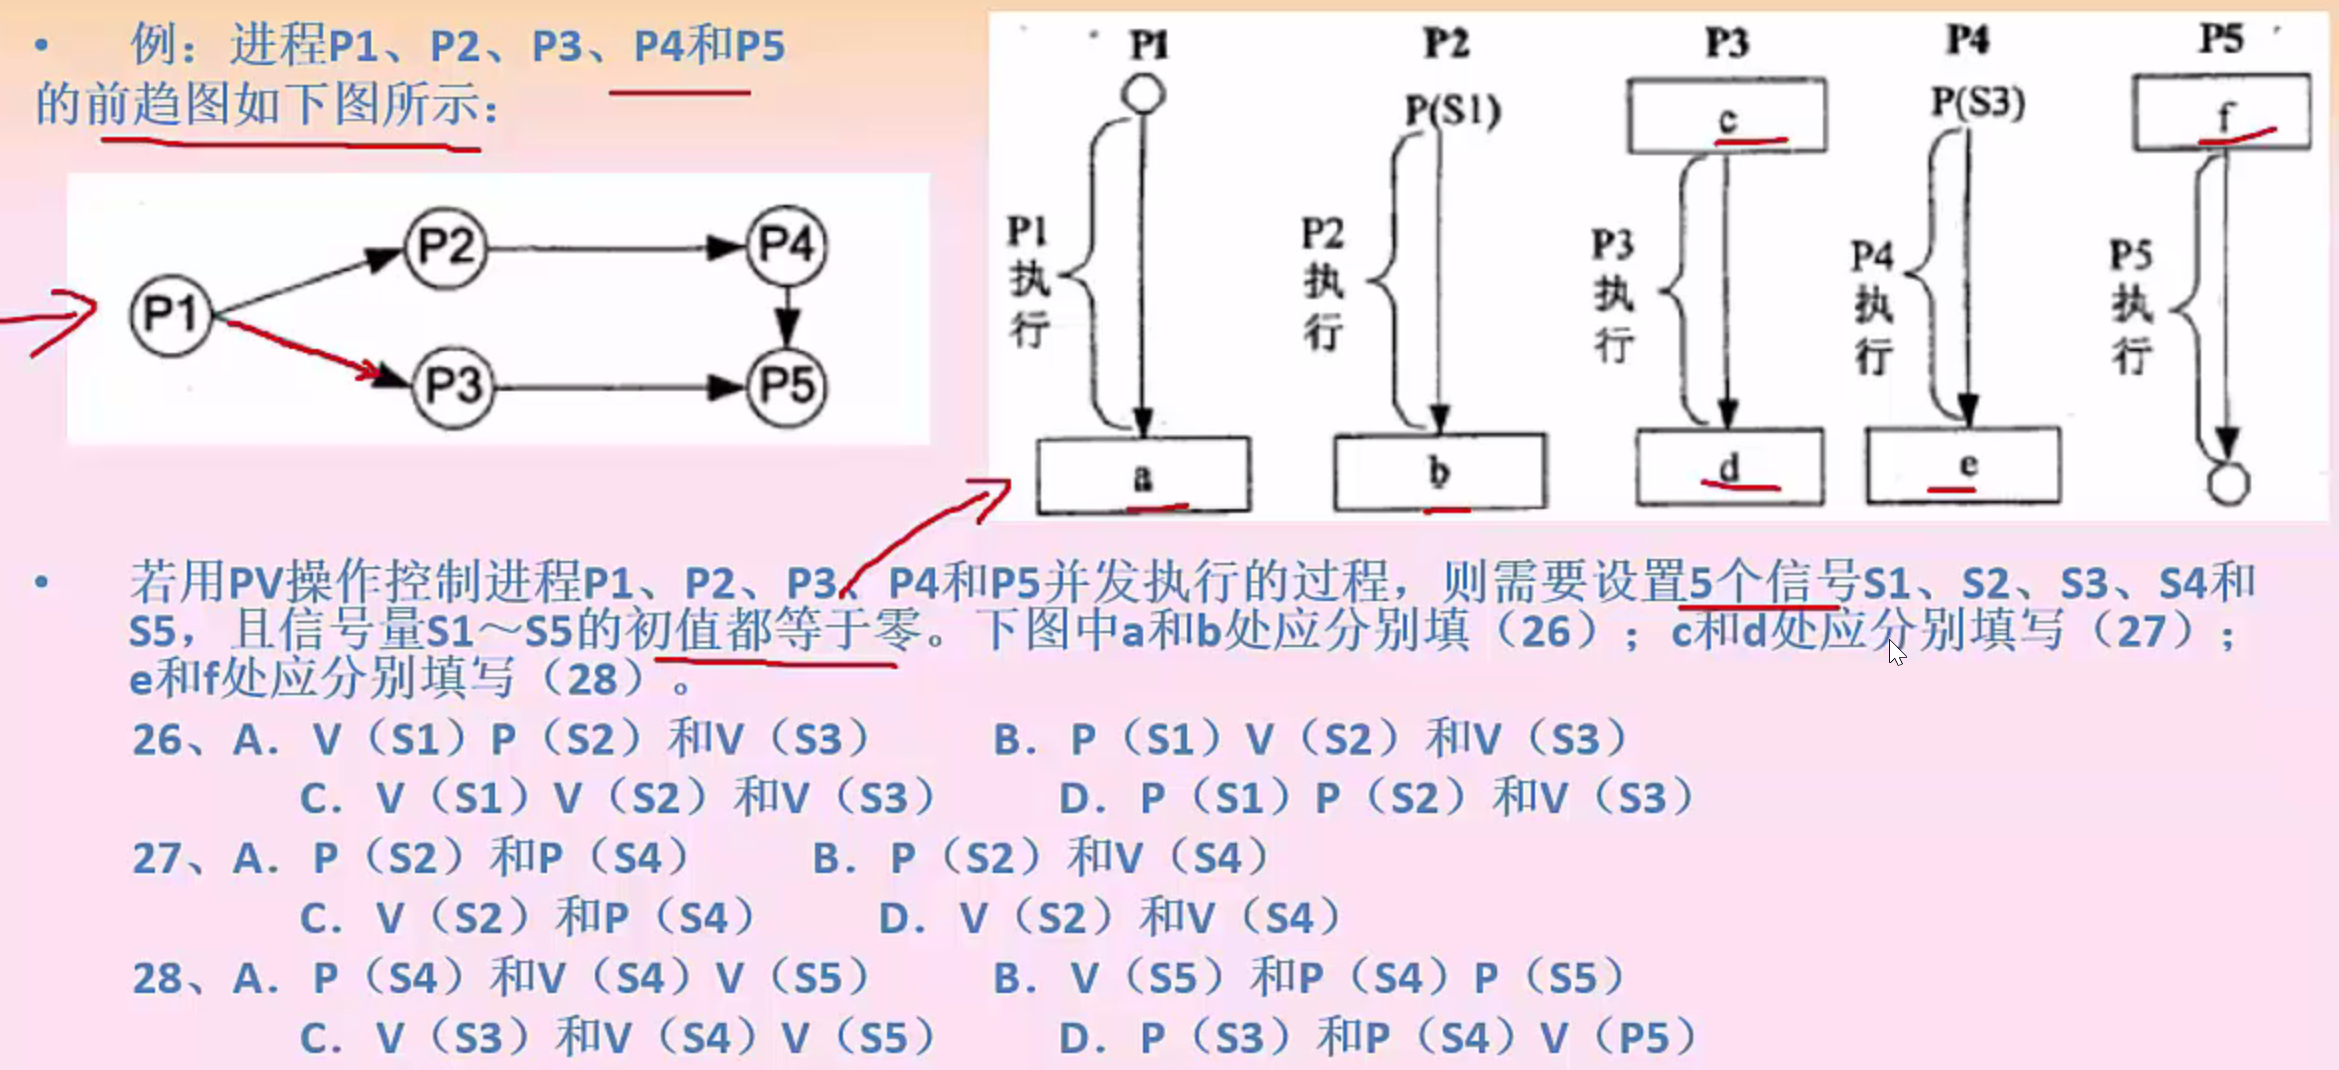 • 例：进程P1、P2、P3、P4和P5
的前趋图如下图所示：
P1
P2
P4
P3
P5
P1 P2 P3 P4 P5
P(S1) c P(S3) f
P1执行
P2执行
P3执行
P4执行
P5执行
a b d e
• 若用PV操作控制进程P1、P2、P3、P4和P5并发执行的过程，则需要设置5个信号S1、S2、S3、S4和
S5，且信号量S1～S5的初值都等于零。下图中a和b处应分别填（26）；c和d处应分别填写（27）；
e和f处应分别填写（28）。
26、A. V（S1）P（S2）和V（S3） B. P（S1）V（S2）和V（S3）
C. V（S1）V（S2）和V（S3） D. P（S1）P（S2）和V（S3）
27、A. P（S2）和P（S4） B. P（S2）和V（S4）
C. V（S2）和P（S4） D. V（S2）和V（S4）
28、A. P（S4）和V（S4）V（S5） B. V（S5）和P（S4）P（S5）
C. V（S3）和V（S4）V（S5） D. P（S3）和P（S4）V（P5）